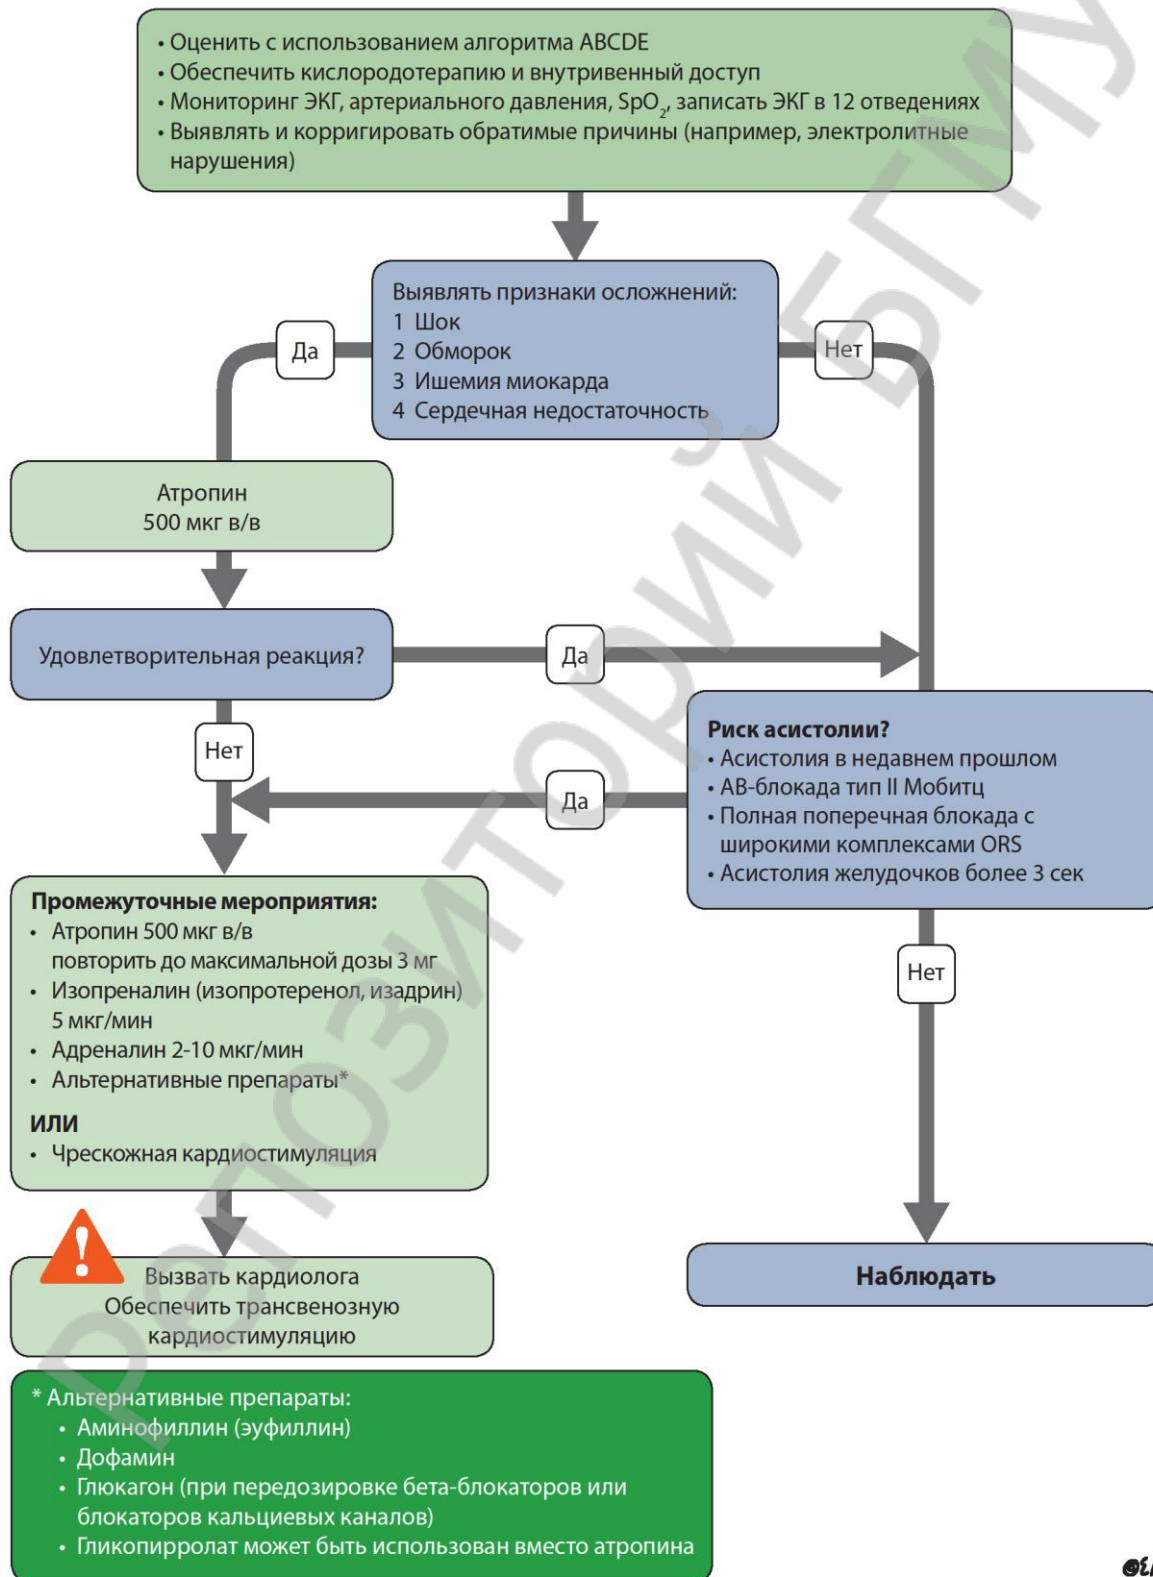 • Оценить с использованием алгоритма ABCDE
• Обеспечить кислородотерапию и внутривенный доступ
• Мониторинг ЭКГ, артериального давления, SpO₂, записать ЭКГ в 12 отведениях
• Выявлять и корригировать обратимые причины (например, электролитные
нарушения)
Выявлять признаки осложнений:
1 Шок
2 Обморок
3 Ишемия миокарда
4 Сердечная недостаточность
Да
Нет
Атропин
500 мкг в/в
Удовлетворительная реакция?
Да
Нет
Риск асистолии?
• Асистолия в недавнем прошлом
• АВ-блокада тип II Мобитц
• Полная поперечная блокада с
широкими комплексами ORS
• Асистолия желудочков более 3 сек
Да
Нет
Промежуточные мероприятия:
• Атропин 500 мкг в/в
повторить до максимальной дозы 3 мг
• Изопреналин (изопротеренол, изадрин)
5 мкг/мин
• Адреналин 2-10 мкг/мин
• Альтернативные препараты*
ИЛИ
• Чрескожная кардиостимуляция
!
Вызвать кардиолога
Обеспечить трансвенозную
кардиостимуляцию
Наблюдать
* Альтернативные препараты:
• Аминофиллин (эуфиллин)
• Дофамин
• Глюкагон (при передозировке бета-блокаторов или
блокаторов кальциевых каналов)
• Гликопирролат может быть использован вместо атропина
Репозиторий БГМУ